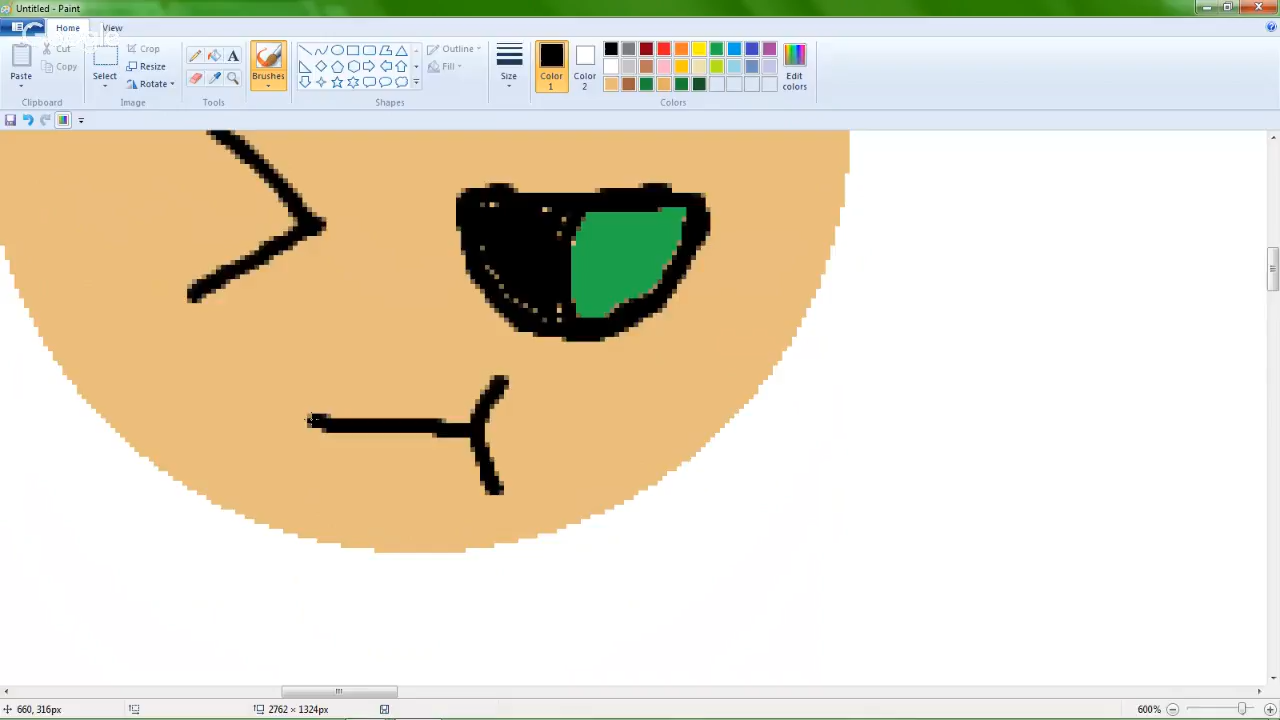 Untitled - Paint
Home
View
Paste
Cut
Copy
Clipboard
Select
Crop
Resize
Rotate
Image
Tools
Brushes
Outline
Fill
Shapes
Size
Color 1
Color 2
Edit colors
Colors
660, 316px
2762 × 1324px
600%